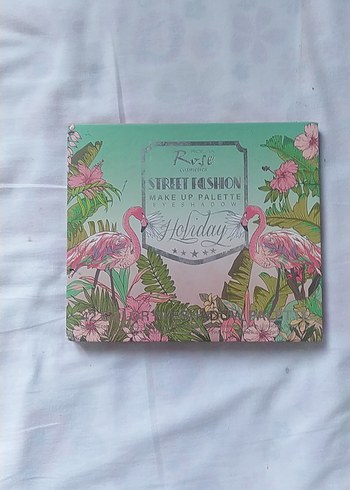 Rose
cosmetics
STREET FASHION
MAKE UP PALETTE
EYESHADOW
Holiday